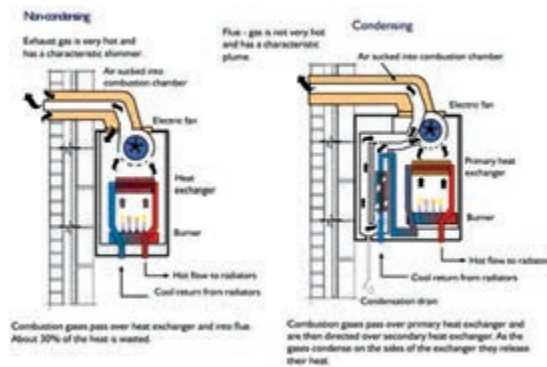 Non-condensing
Exhaust gas is very hot and
has a characteristic shimmer.
Air sucked into
combustion chamber
Electric fan
Heat
exchanger
Burner
Hot flow to radiators
Cool return from radiators
Combustion gases pass over heat exchanger and into flue.
About 30% of the heat is wasted.
Condensing
Flue - gas is not very hot
and has a characteristic
plume.
Air sucked into combustion chamber
Electric fan
Primary heat
exchanger
Burner
Hot flow to radiator
Cool return from radiators
Condensation drain
Combustion gases pass over primary heat exchanger and
are then directed over secondary heat exchanger. As the
gases condense on the sides of the exchanger they release
their heat.